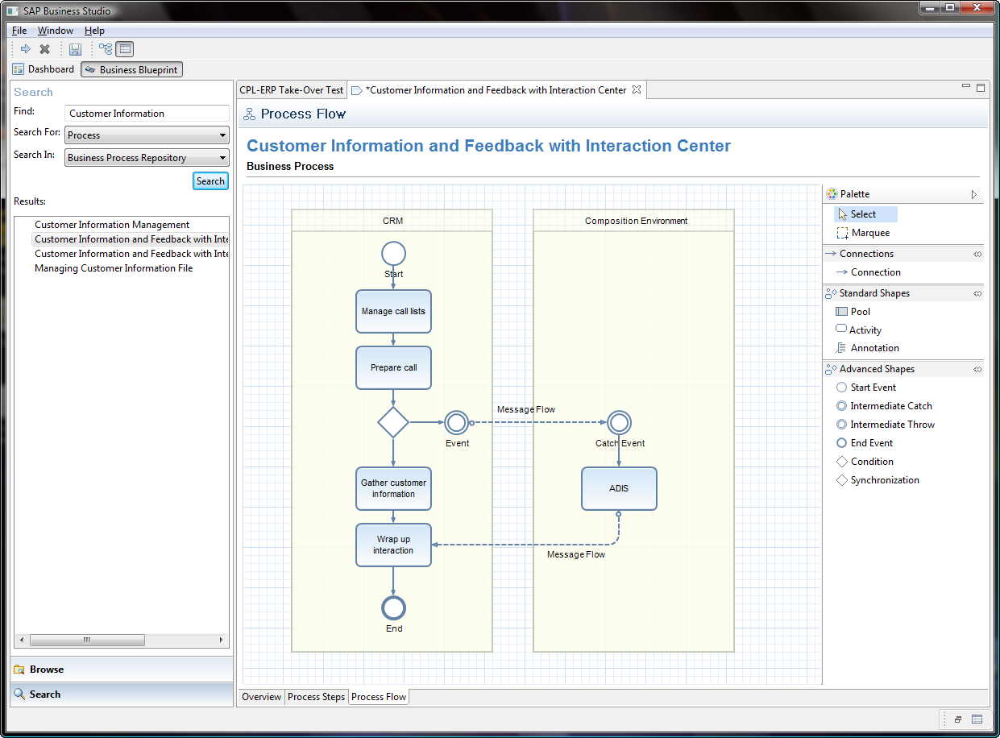 SAP Business Studio
File Window Help
Dashboard Business Blueprint
Search
Find: Customer Information
Search For: Process
Search In: Business Process Repository
Search
Results:
Customer Information Management
Customer Information and Feedback with Inte
Customer Information and Feedback with Inte
Managing Customer Information File
Browse
Search
CPL-ERP Take-Over Test *Customer Information and Feedback with Interaction Center
Process Flow
Customer Information and Feedback with Interaction Center
Business Process
CRM
Composition Environment
Start
Manage call lists
Prepare call
Message Flow
Event
Catch Event
Gather customer
information
ADIS
Wrap up
interaction
Message Flow
End
Palette
Select
Marquee
Connections
Connection
Standard Shapes
Pool
Activity
Annotation
Advanced Shapes
Start Event
Intermediate Catch
Intermediate Throw
End Event
Condition
Synchronization
Overview Process Steps Process Flow